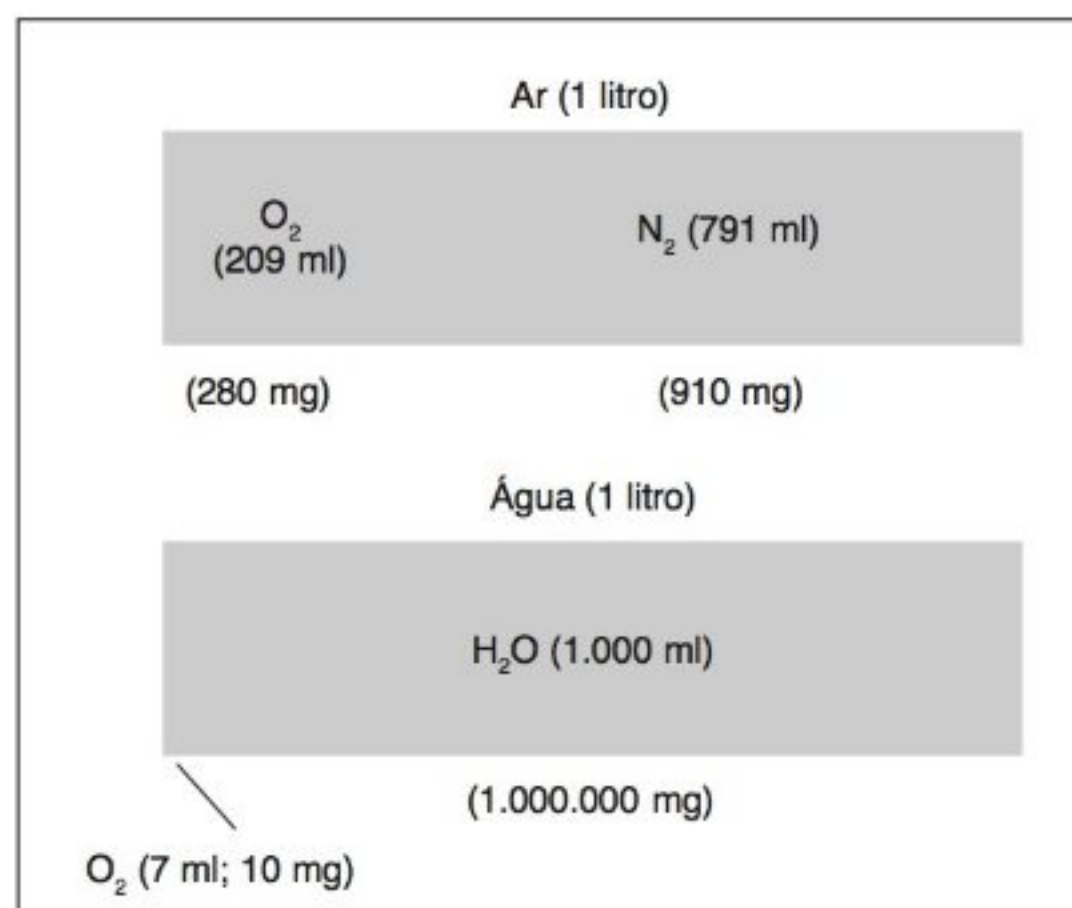 Ar (1 litro)
O₂
(209 ml)
N₂ (791 ml)
(280 mg)
(910 mg)
Água (1 litro)
H₂O (1.000 ml)
(1.000.000 mg)
O₂ (7 ml; 10 mg)